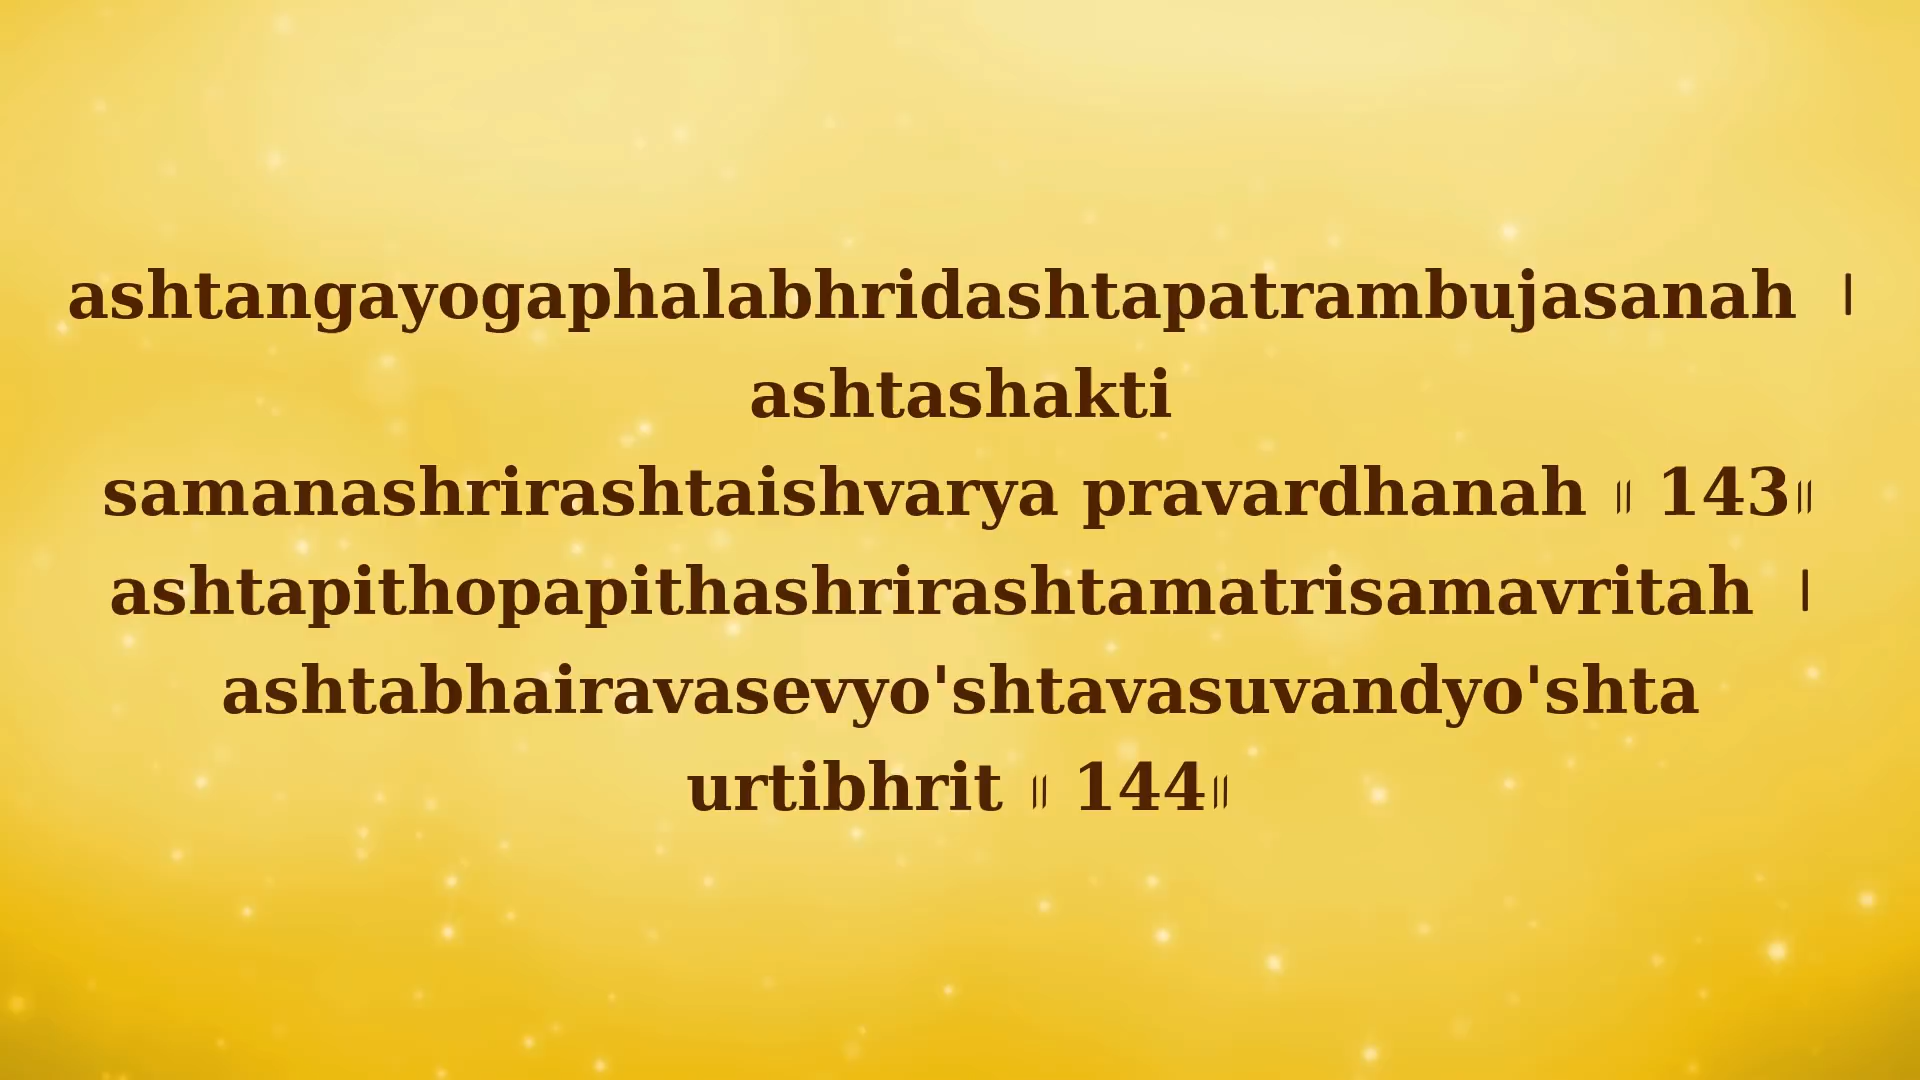 ashtangayogaphalabhridashtapatrambujasanah ।
ashtashakti
samanashrirashtaishvarya pravardhanah ॥ 143॥
ashtapithopapithashrirashtamatrisamavritah ।
ashtabhairavasevyo'shtavasuvandyo'shta
urtibhrit ॥ 144॥